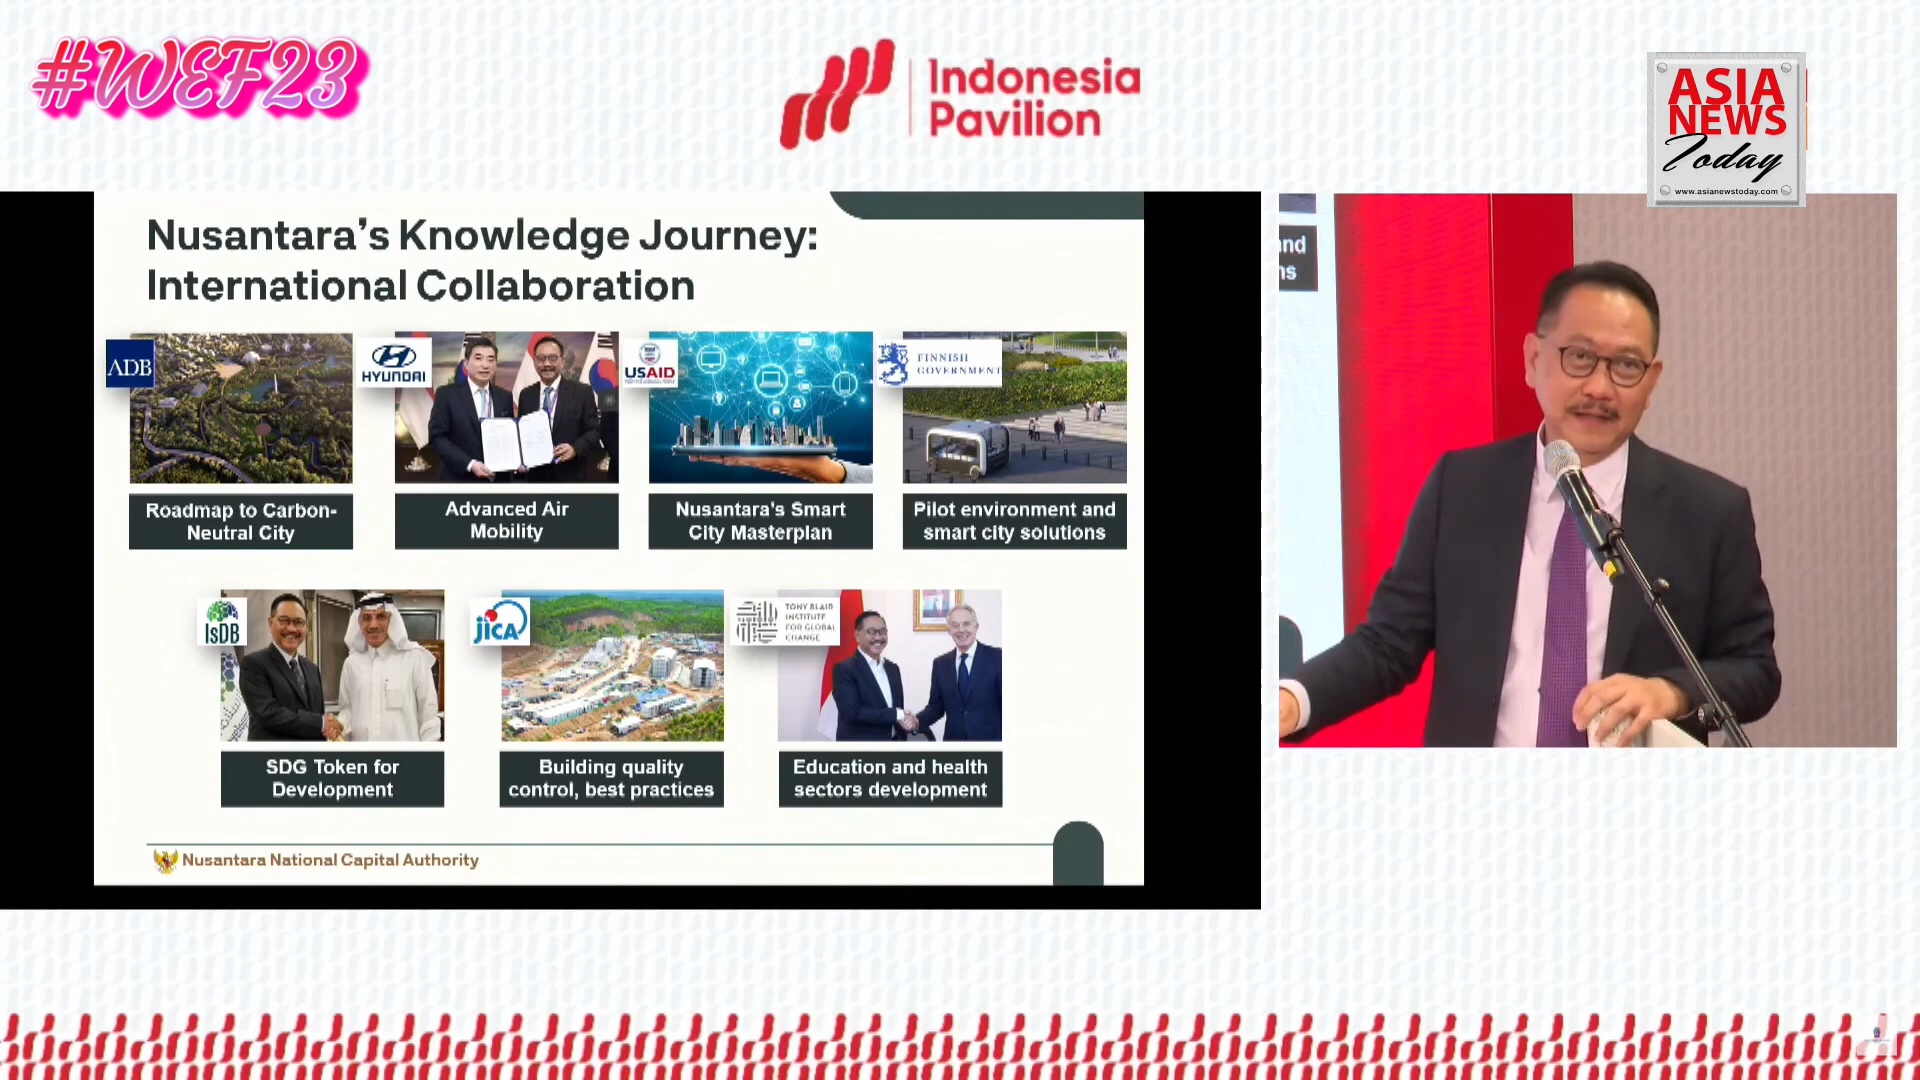 #WEF23
Indonesia
Pavilion
ASIA
NEWS
Today
www.asianewstoday.com
Nusantara's Knowledge Journey:
International Collaboration
ADB
HYUNDAI
USAID
FINNISH
GOVERNMENT
Roadmap to Carbon-
Neutral City
Advanced Air
Mobility
Nusantara's Smart
City Masterplan
Pilot environment and
smart city solutions
IsDB
JICA
TONY BLAIR
INSTITUTE
FOR GLOBAL
CHANGE
SDG Token for
Development
Building quality
control, best practices
Education and health
sectors development
Nusantara National Capital Authority